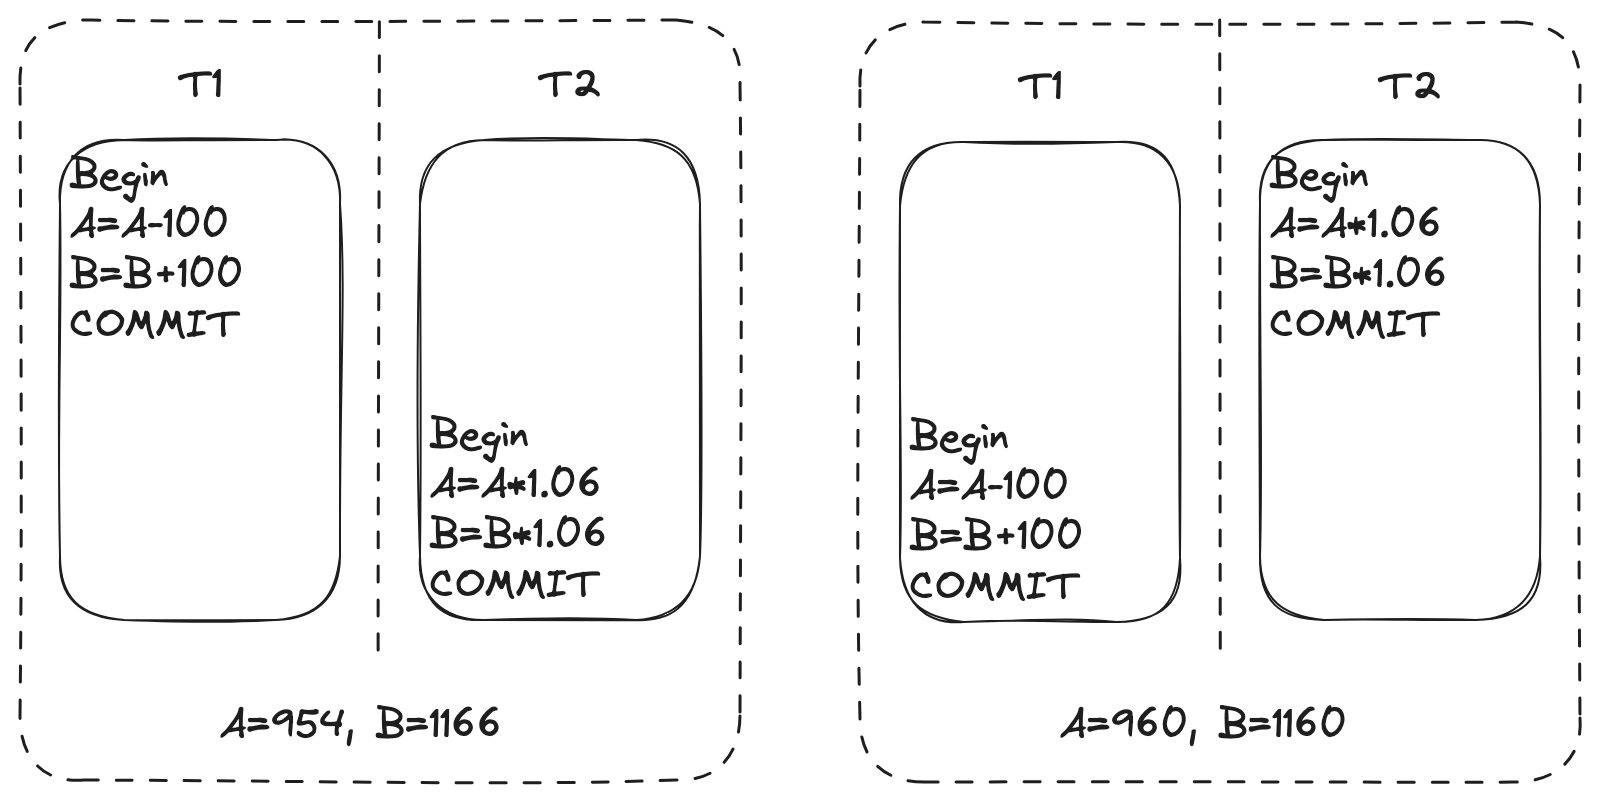 T1
Begin
A=A-100
B=B+100
COMMIT
T2
Begin
A=A*1.06
B=B*1.06
COMMIT
A=954, B=1166
T1
Begin
A=A-100
B=B+100
COMMIT
T2
Begin
A=A*1.06
B=B*1.06
COMMIT
A=960, B=1160